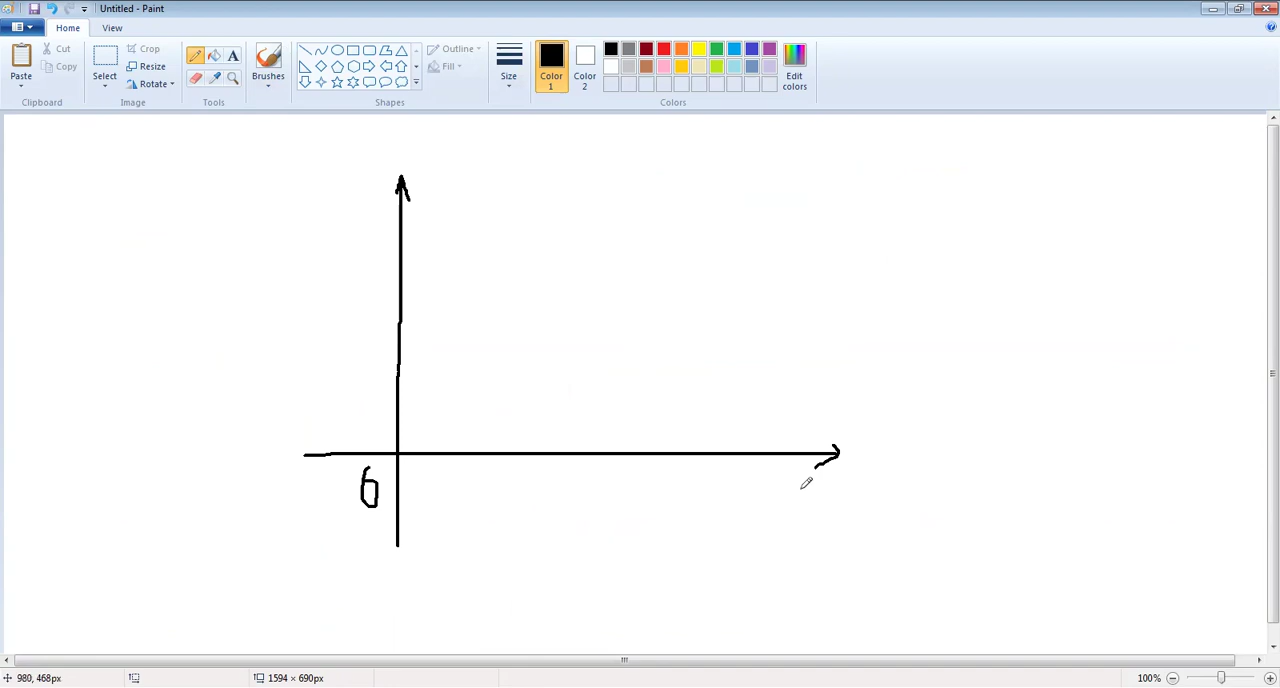 Untitled - Paint
Home View
Cut
Copy
Paste
Clipboard
Crop
Resize
Rotate
Select
Image
A
Tools
Brushes
Outline
Fill
Shapes
Size
Color 1
Color 2
Edit colors
Colors
6
980, 468px
1594 × 690px
100%